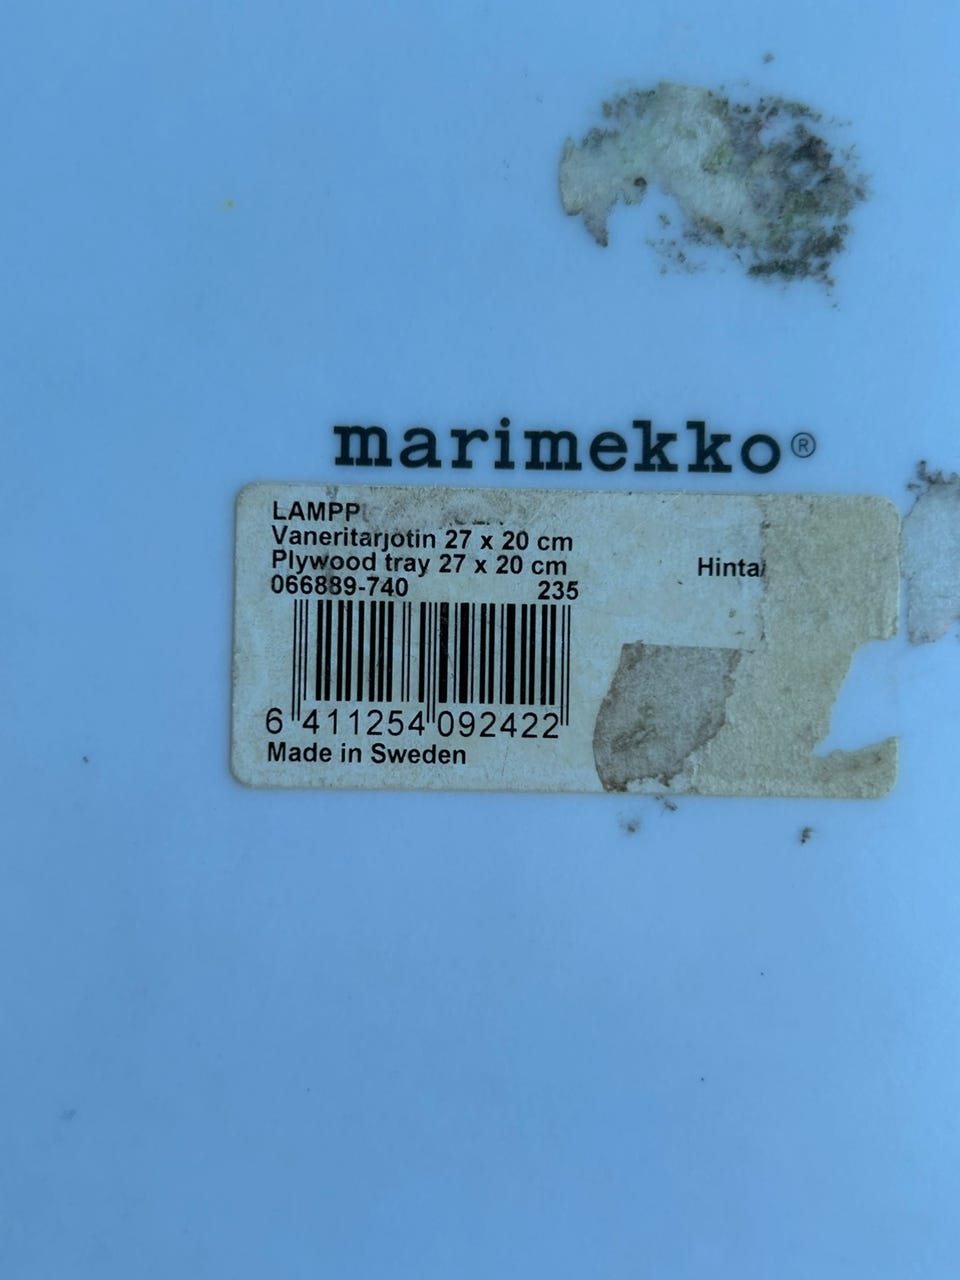 marimekko®
Vaneritarjotin 27 x 20 cm
Plywood tray 27 x 20 cm
Hinta/
066889-740 235
6 411254 092422
Made in Sweden